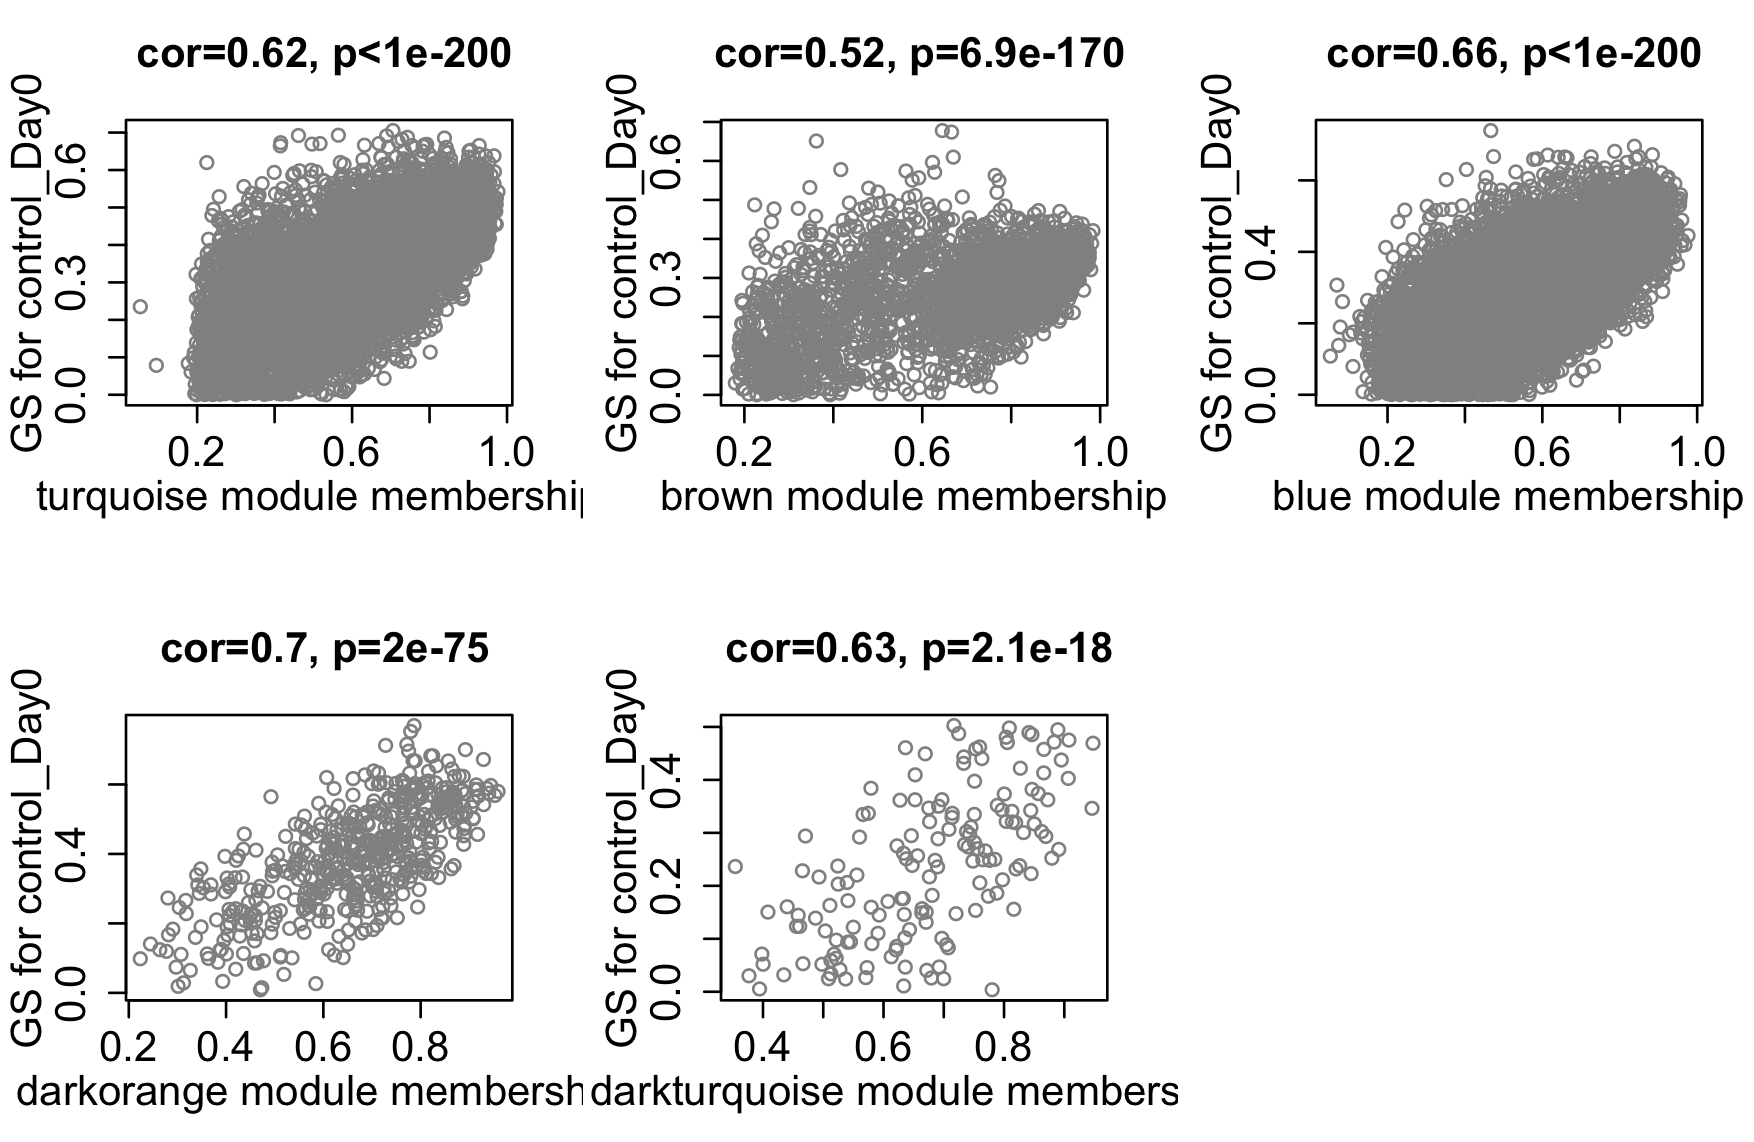 cor=0.62, p<1e-200
GS for control_Day0
0.0 0.3 0.6
0.2 0.6 1.0
turquoise module membership
cor=0.52, p=6.9e-170
GS for control_Day0
0.0 0.3 0.6
0.2 0.6 1.0
brown module membership
cor=0.66, p<1e-200
GS for control_Day0
0.0 0.4
0.2 0.6 1.0
blue module membership
cor=0.7, p=2e-75
GS for control_Day0
0.0 0.4
0.2 0.4 0.6 0.8
darkorange module membersh
cor=0.63, p=2.1e-18
GS for control_Day0
0.0 0.2 0.4
0.4 0.6 0.8
darkturquoise module members